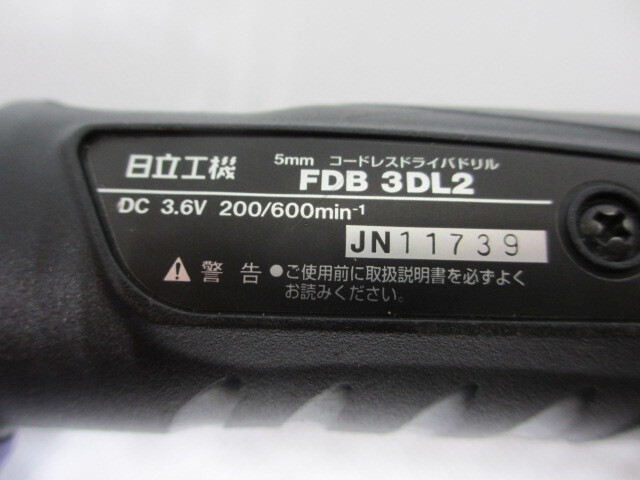 日立工機 5mm コードレスドライバドリル
FDB 3DL2
DC 3.6V 200/600min⁻¹
JN11739
⚠ 警告 ●ご使用前に取扱説明書を必ずよく
お読みください。